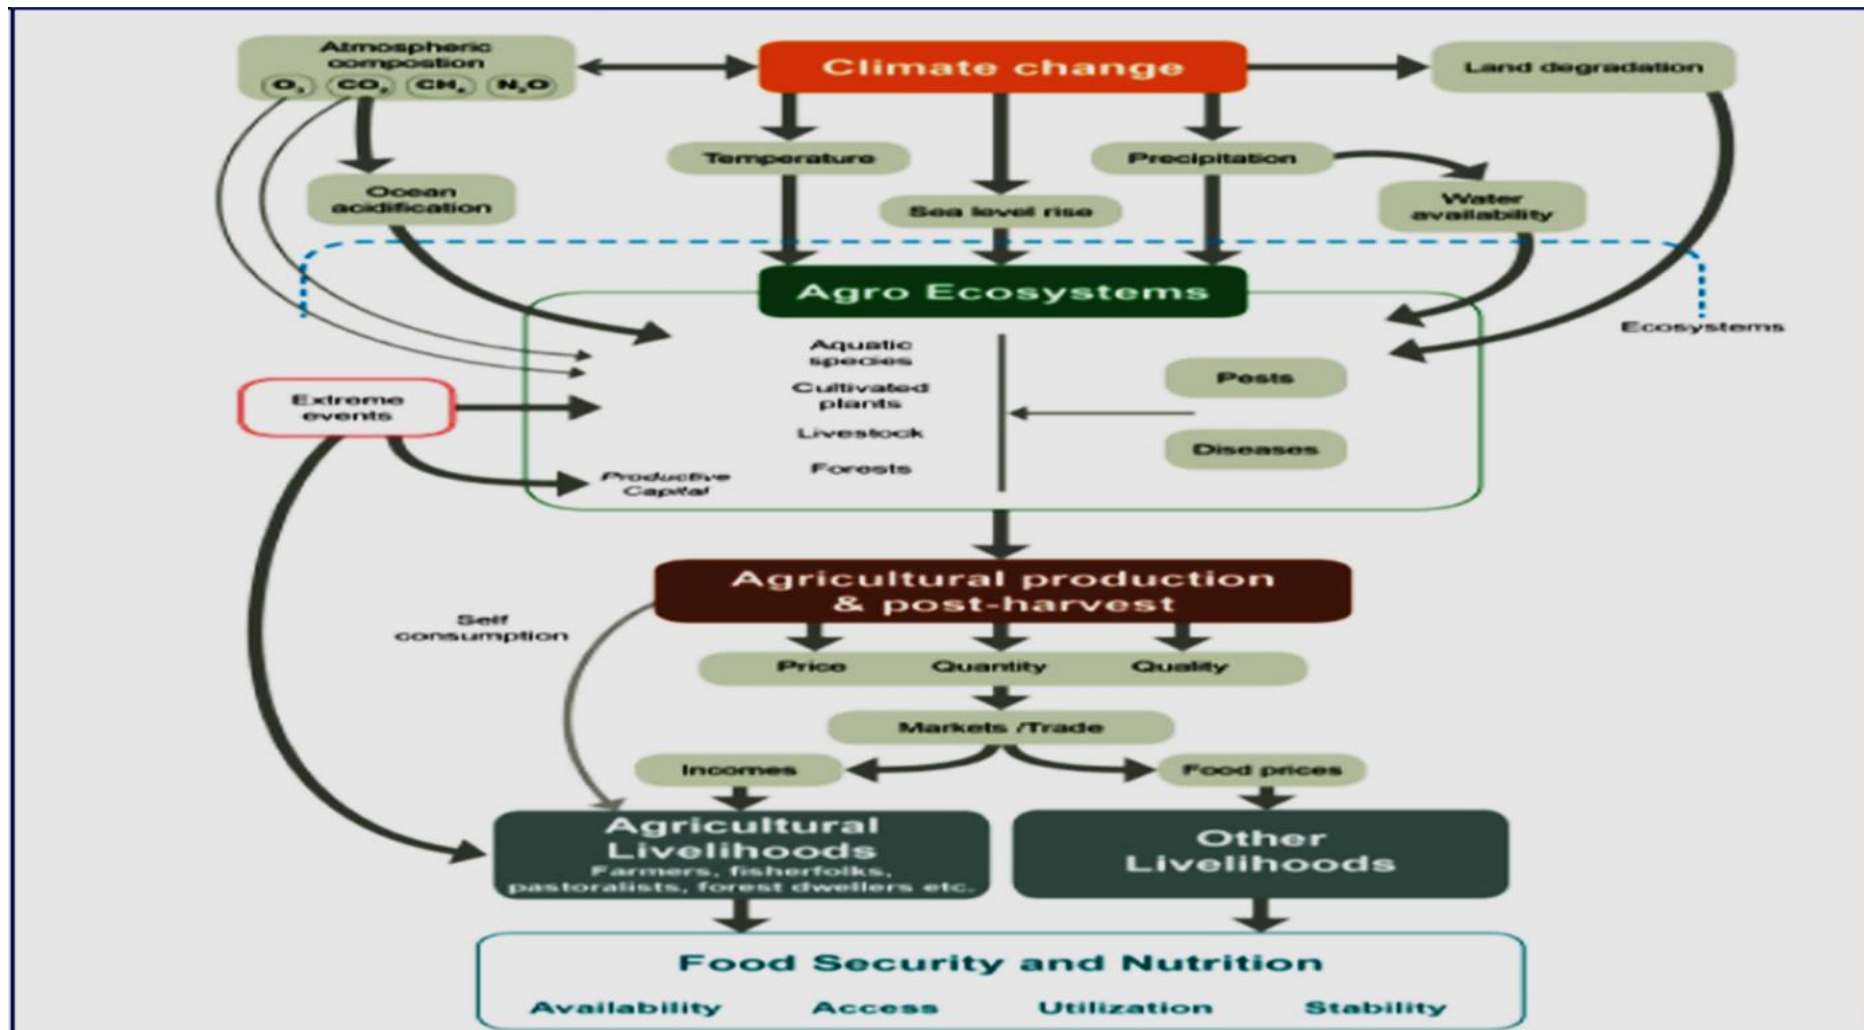 Atmospheric
compostion
O₃ CO₂ CH₄ N₂O
Climate change
Land degradation
Temperature
Precipitation
Ocean
acidification
Sea level rise
Water
availability
Agro Ecosystems
Ecosystems
Aquatic
species
Cultivated
plants
Livestock
Forests
Pests
Diseases
Extreme
events
Productive
Capital
Agricultural production
& post-harvest
Self
consumption
Price Quantity Quality
Markets /Trade
Incomes
Food prices
Agricultural
Livelihoods
Farmers, fisherfolks,
pastoralists, forest dwellers etc.
Other
Livelihoods
Food Security and Nutrition
Availability Access Utilization Stability